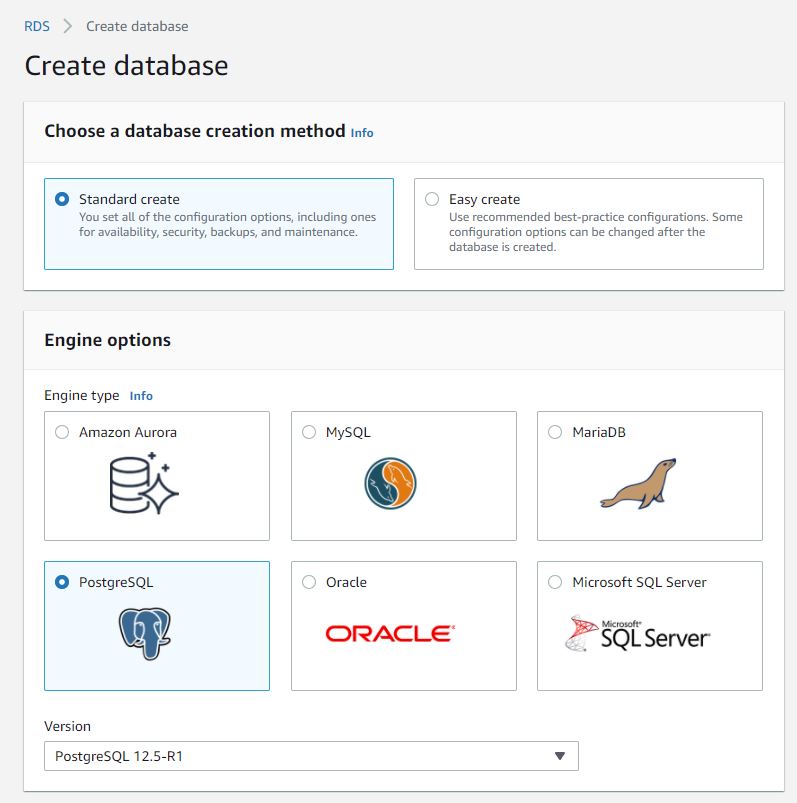 RDS > Create database
Create database
Choose a database creation method Info
Standard create
You set all of the configuration options, including ones
for availability, security, backups, and maintenance.
Easy create
Use recommended best-practice configurations. Some
configuration options can be changed after the
database is created.
Engine options
Engine type Info
Amazon Aurora
MySQL
MariaDB
PostgreSQL
Oracle
ORACLE®
Microsoft SQL Server
Microsoft®
SQL Server®
Version
PostgreSQL 12.5-R1